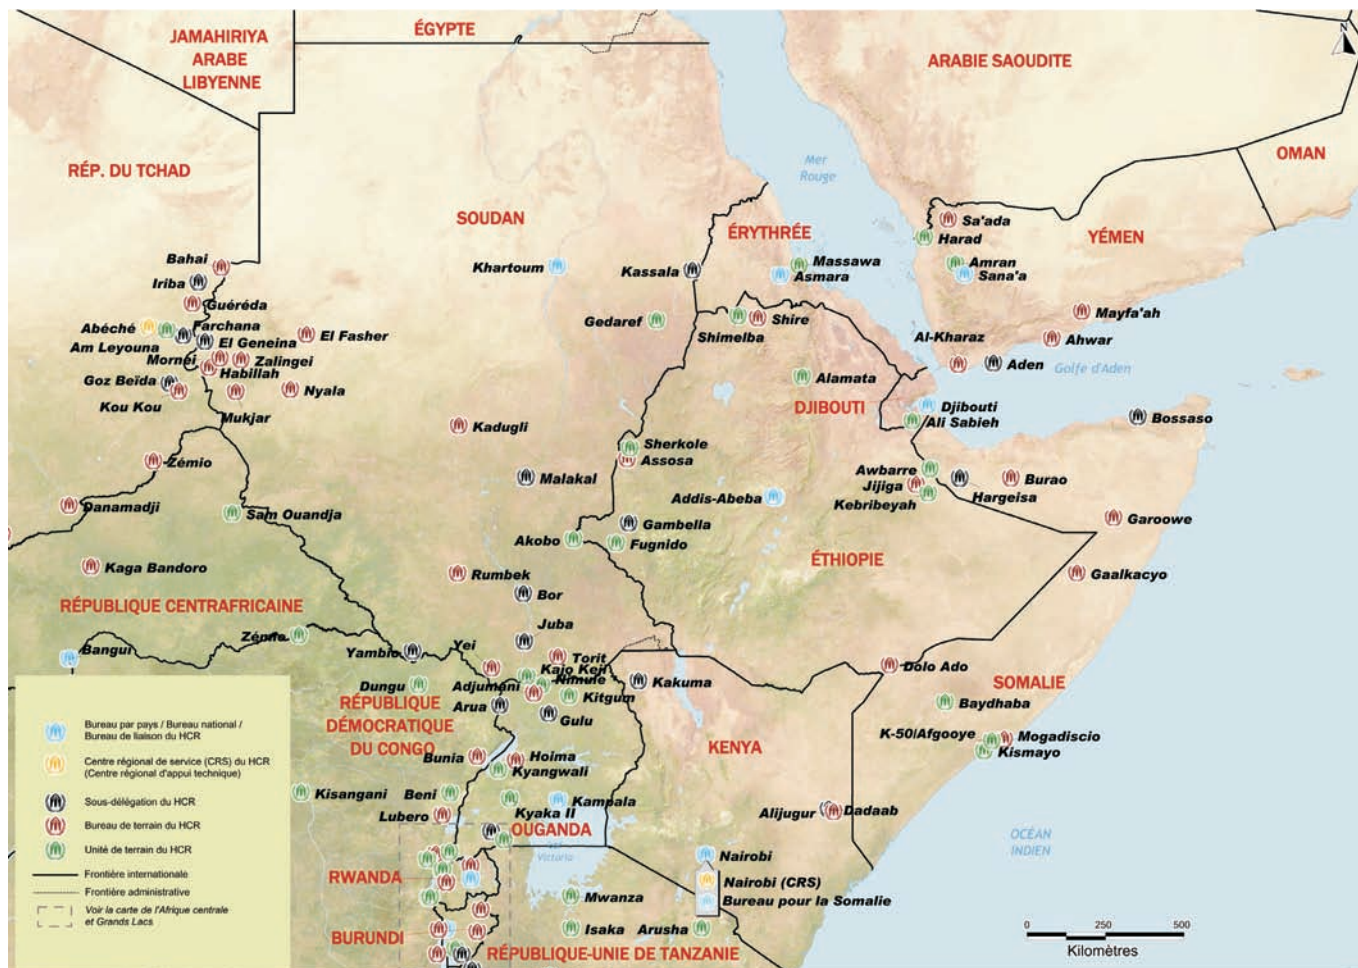 JAMAHIRIYA
ARABE
LIBYENNE
ÉGYPTE
ARABIE SAOUDITE
N
OMAN
RÉP. DU TCHAD
Mer
Rouge
SOUDAN
ÉRYTHRÉE
YÉMEN
Sa'ada
Harad
Bahai
Iriba
Guéréda
Khartoum
Kassala
Massawa
Asmara
Amran
Sana'a
Abéché
Farchana
Am Leyouna
El Geneina
El Fasher
Gedaref
Shimelba
Shire
Al-Kharaz
Mayfa'ah
Ahwar
Mornei
Zalingei
Habillah
Goz Beïda
Kou Kou
Nyala
Mukjar
Alamata
Aden
Golfe d'Aden
DJIBOUTI
Djibouti
Ali Sabieh
Bossaso
Kadugli
Sherkole
Assosa
Zémio
Malakal
Awbarre
Jijiga
Kebribeyah
Hargeisa
Burao
Addis-Abeba
Danamadji
Sam Ouandja
Gambella
Garoowe
Akobo
Fugnido
ÉTHIOPIE
Kaga Bandoro
Rumbek
Gaalkacyo
RÉPUBLIQUE CENTRAFRICAINE
Bor
Juba
Zémio
Bangui
Yambio
Yei
Torit
Kajo Keji
Nimule
Dolo Ado
SOMALIE
Dungu
Adjumani
Kitgum
Kakuma
Arua
Gulu
Baydhaba
RÉPUBLIQUE
DÉMOCRATIQUE
DU CONGO
KENYA
K-50/Afgooye
Mogadiscio
Kismayo
Bunia
Hoima
Kyangwali
Kisangani
Beni
Kampala
Kyaka II
Lubero
Alijugur
Dadaab
OUGANDA
Victoria
OCÉAN
INDIEN
Nairobi
RWANDA
Nairobi (CRS)
Bureau pour la Somalie
Mwanza
BURUNDI
Isaka
Arusha
RÉPUBLIQUE-UNIE DE TANZANIE
Bureau par pays / Bureau national /
Bureau de liaison du HCR
Centre régional de service (CRS) du HCR
(Centre régional d'appui technique)
Sous-délégation du HCR
Bureau de terrain du HCR
Unité de terrain du HCR
Frontière internationale
Frontière administrative
Voir la carte de l'Afrique centrale
et Grands Lacs
0 250 500
Kilomètres